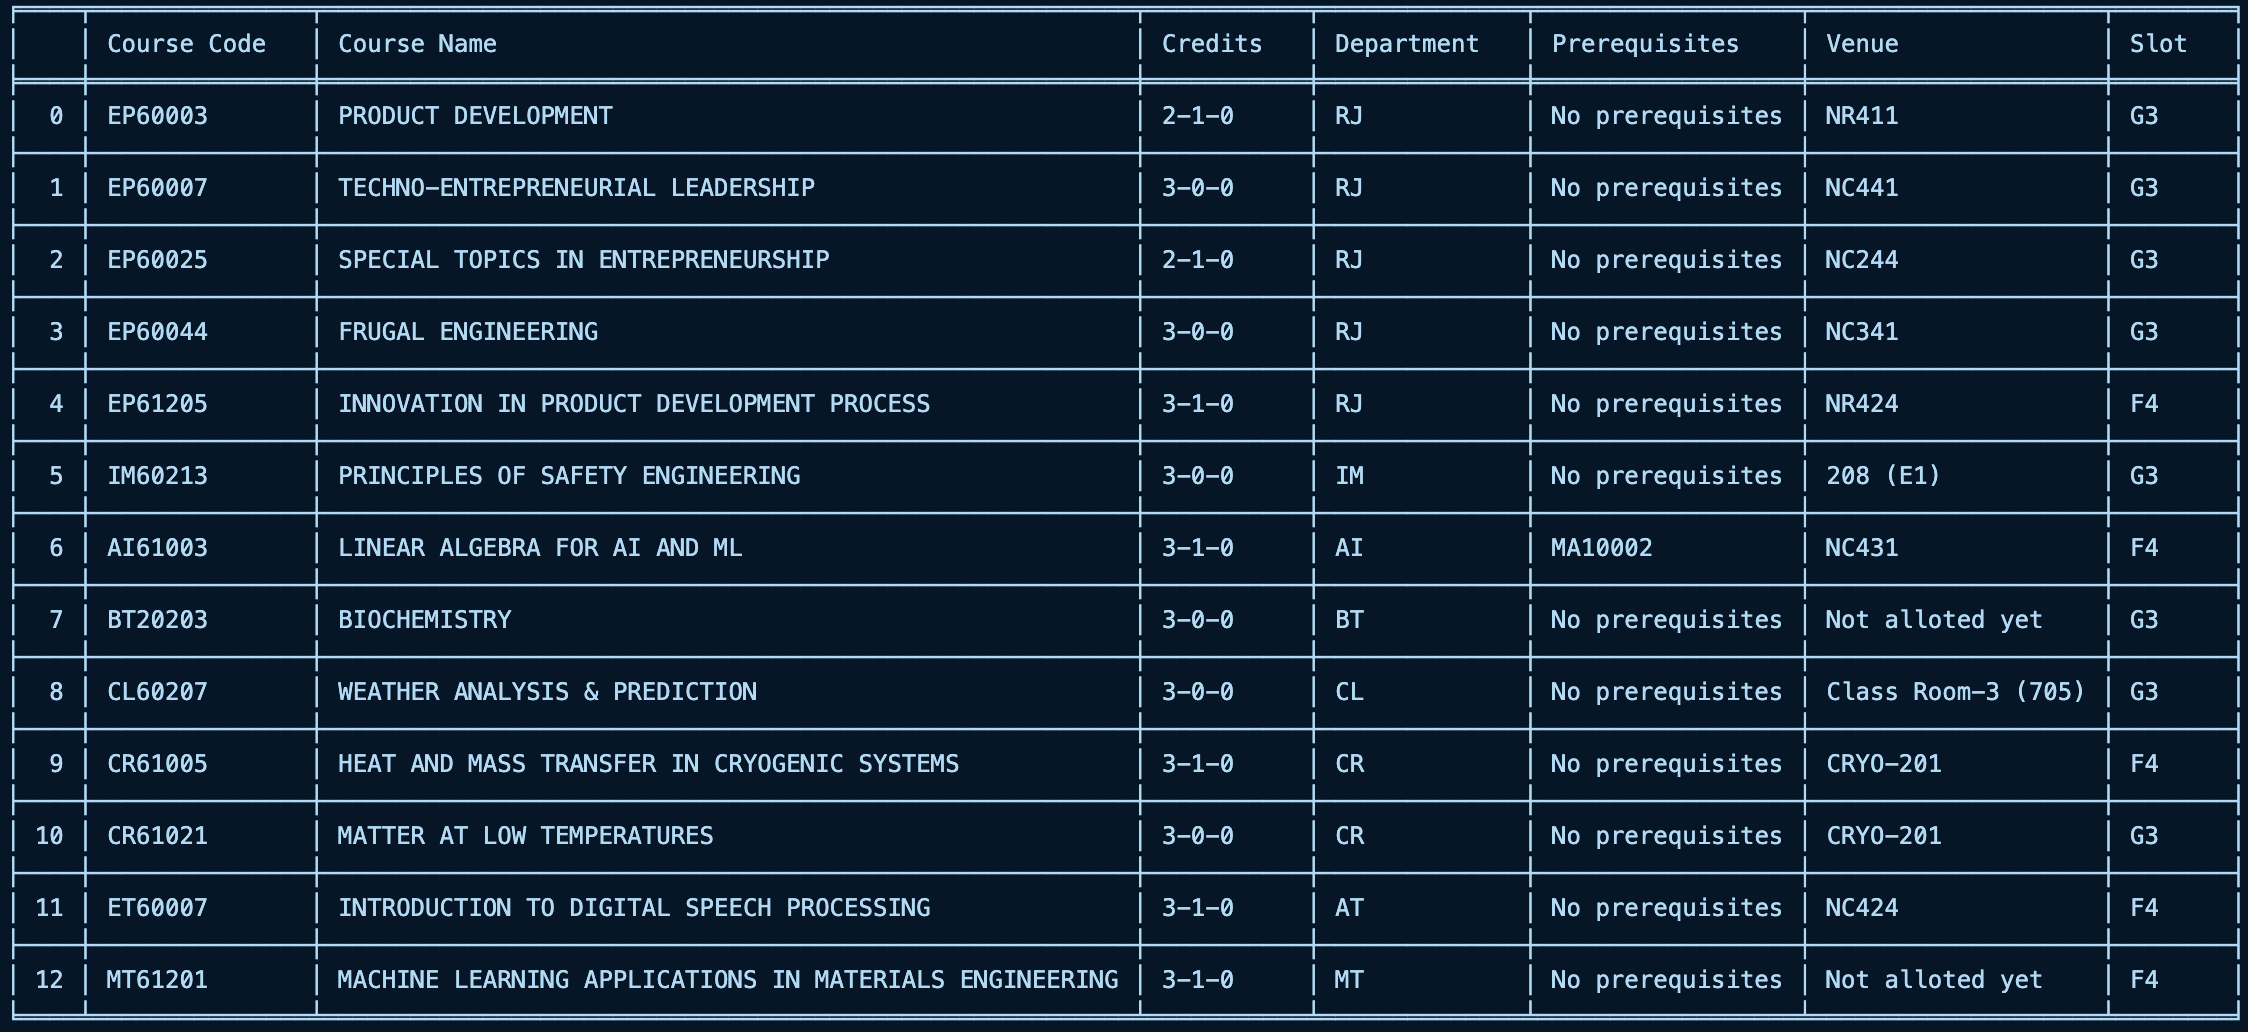 Course Code Course Name Credits Department Prerequisites Venue Slot
0 EP60003 PRODUCT DEVELOPMENT 2-1-0 RJ No prerequisites NR411 G3
1 EP60007 TECHNO-ENTREPRENEURIAL LEADERSHIP 3-0-0 RJ No prerequisites NC441 G3
2 EP60025 SPECIAL TOPICS IN ENTREPRENEURSHIP 2-1-0 RJ No prerequisites NC244 G3
3 EP60044 FRUGAL ENGINEERING 3-0-0 RJ No prerequisites NC341 G3
4 EP61205 INNOVATION IN PRODUCT DEVELOPMENT PROCESS 3-1-0 RJ No prerequisites NR424 F4
5 IM60213 PRINCIPLES OF SAFETY ENGINEERING 3-0-0 IM No prerequisites 208 (E1) G3
6 AI61003 LINEAR ALGEBRA FOR AI AND ML 3-1-0 AI MA10002 NC431 F4
7 BT20203 BIOCHEMISTRY 3-0-0 BT No prerequisites Not alloted yet G3
8 CL60207 WEATHER ANALYSIS & PREDICTION 3-0-0 CL No prerequisites Class Room-3 (705) G3
9 CR61005 HEAT AND MASS TRANSFER IN CRYOGENIC SYSTEMS 3-1-0 CR No prerequisites CRYO-201 F4
10 CR61021 MATTER AT LOW TEMPERATURES 3-0-0 CR No prerequisites CRYO-201 G3
11 ET60007 INTRODUCTION TO DIGITAL SPEECH PROCESSING 3-1-0 AT No prerequisites NC424 F4
12 MT61201 MACHINE LEARNING APPLICATIONS IN MATERIALS ENGINEERING 3-1-0 MT No prerequisites Not alloted yet F4